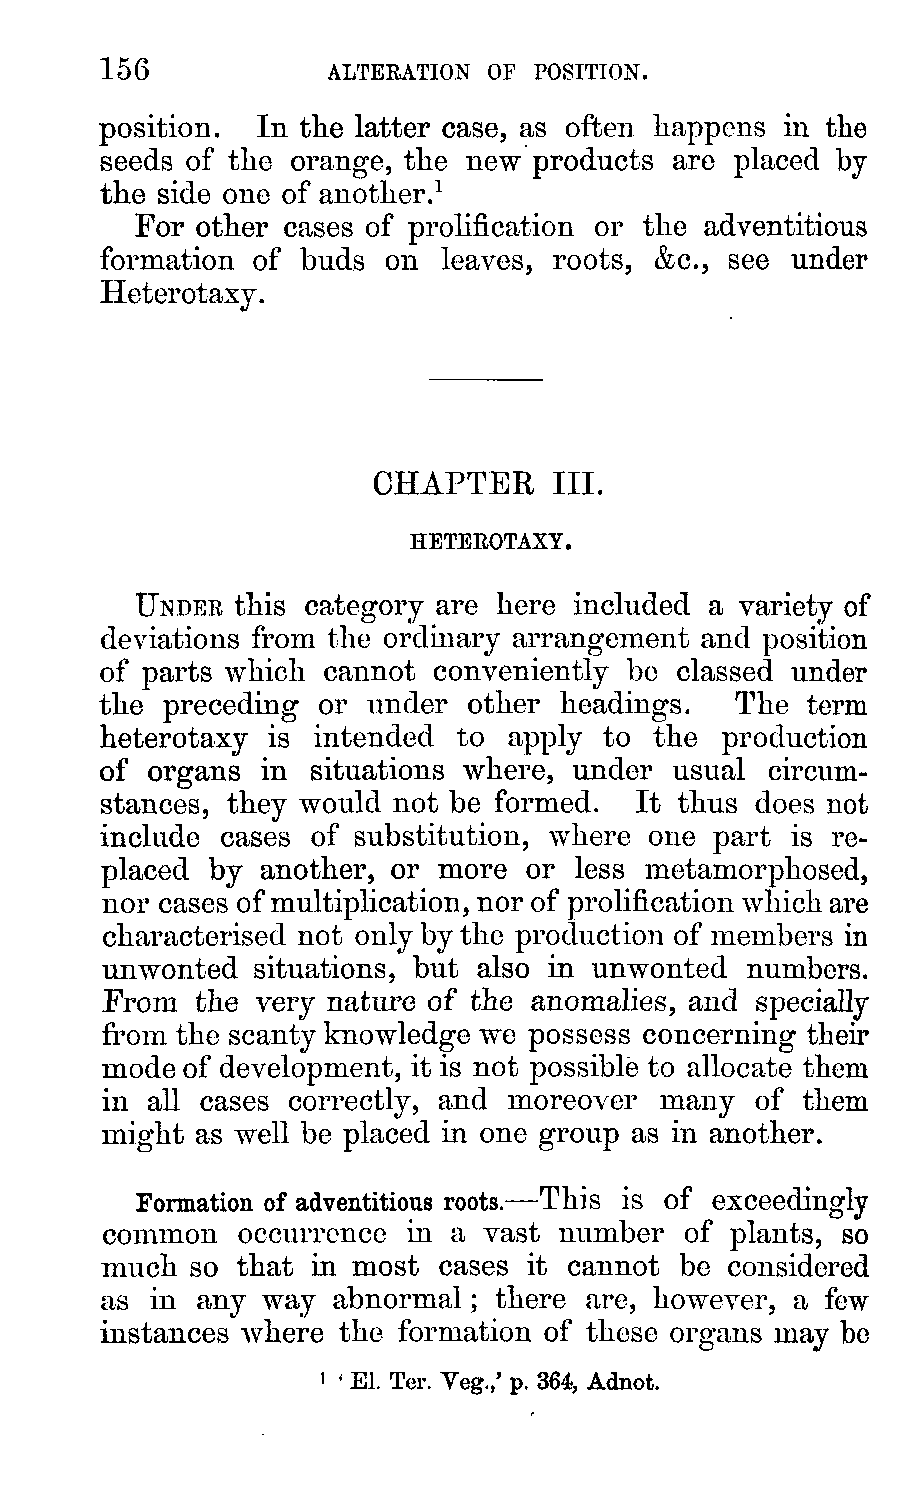 156 ALTERATION OF POSITION.
position. In the latter case, as often happens in the
seeds of the orange, the new products are placed by
the side one of another.¹
For other cases of prolification or the adventitious
formation of buds on leaves, roots, &c., see under
Heterotaxy.
CHAPTER III.
HETEROTAXY.
UNDER this category are here included a variety of
deviations from the ordinary arrangement and position
of parts which cannot conveniently be classed under
the preceding or under other headings. The term
heterotaxy is intended to apply to the production
of organs in situations where, under usual circum-
stances, they would not be formed. It thus does not
include cases of substitution, where one part is re-
placed by another, or more or less metamorphosed,
nor cases of multiplication, nor of prolification which are
characterised not only by the production of members in
unwonted situations, but also in unwonted numbers.
From the very nature of the anomalies, and specially
from the scanty knowledge we possess concerning their
mode of development, it is not possible to allocate them
in all cases correctly, and moreover many of them
might as well be placed in one group as in another.
Formation of adventitious roots.—This is of exceedingly
common occurrence in a vast number of plants, so
much so that in most cases it cannot be considered
as in any way abnormal; there are, however, a few
instances where the formation of these organs may be
¹ ‘El. Ter. Veg.,’ p. 364, Adnot.